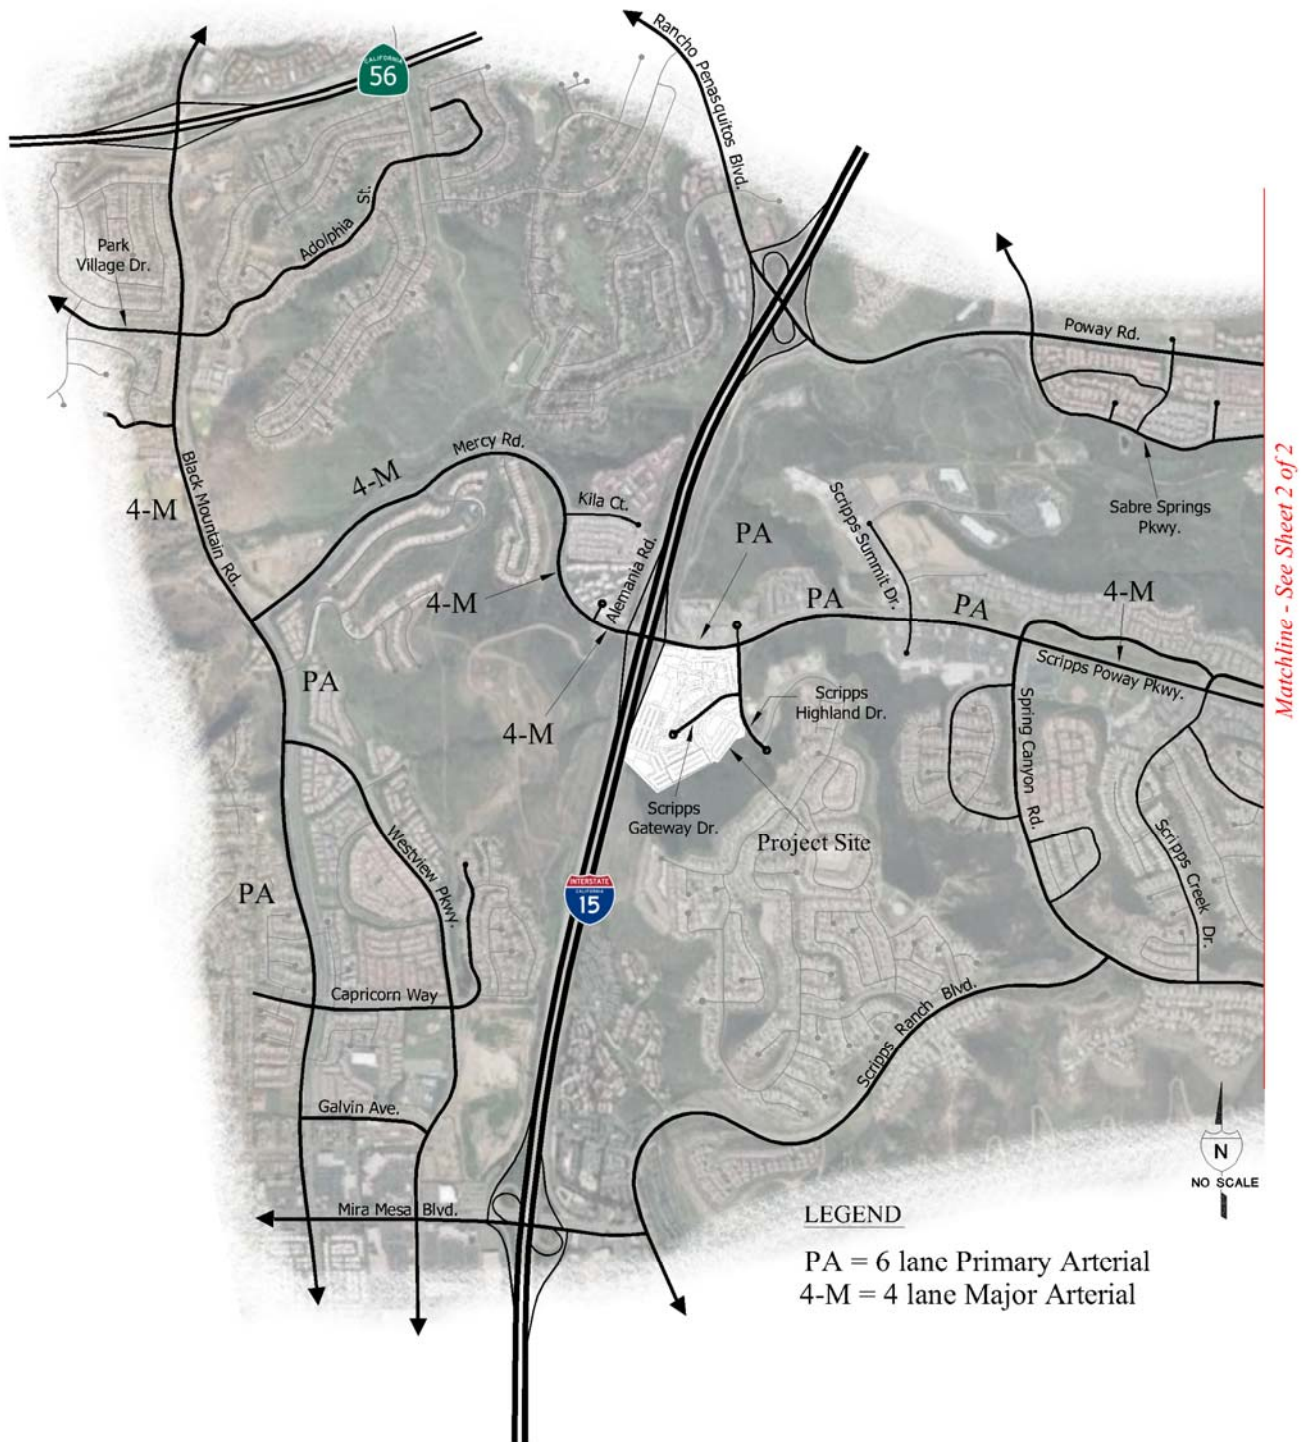 CALIFORNIA
56
Rancho Penasquitos Blvd.
Adolphia St.
Park
Village Dr.
Poway Rd.
Mercy Rd.
4-M
Black Mountain Rd.
4-M
Kila Ct.
Scripps Summit Dr.
Sabre Springs
Pkwy.
Matchline - See Sheet 2 of 2
PA
Alemania Rd.
4-M
PA
PA
4-M
Scripps Poway Pkwy.
PA
4-M
Scripps
Highland Dr.
Spring Canyon Rd.
Scripps
Gateway Dr.
Project Site
Westview Pkwy.
Scripps Creek Dr.
PA
INTERSTATE
CALIFORNIA
15
Capricorn Way
Scripps Ranch Blvd.
Galvin Ave.
N
NO SCALE
Mira Mesa Blvd.
LEGEND
PA = 6 lane Primary Arterial
4-M = 4 lane Major Arterial